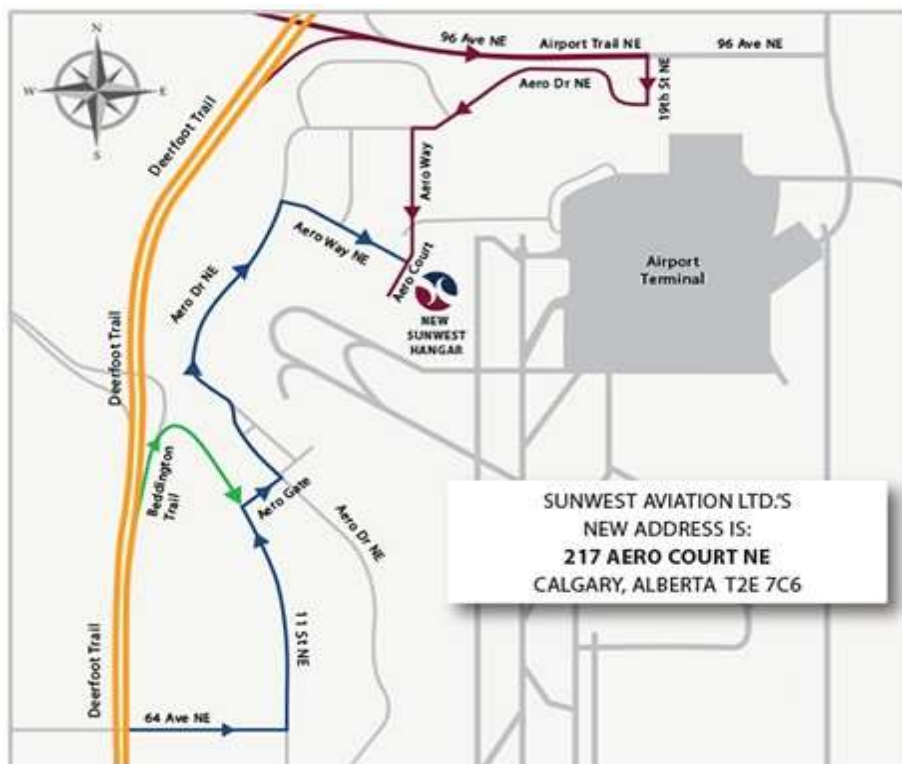 N
W
E
S
96 Ave NE
Airport Trail NE
96 Ave NE
Deerfoot Trail
Aero Dr NE
19th St NE
Aero Way
Aero Way NE
Aero Court
Airport
Terminal
Aero Dr NE
NEW
SUNWEST
HANGAR
Deerfoot Trail
Beddington
Trail
Aero Gate
Aero Dr NE
SUNWEST AVIATION LTD.'S
NEW ADDRESS IS:
217 AERO COURT NE
CALGARY, ALBERTA T2E 7C6
11 St NE
Deerfoot Trail
64 Ave NE